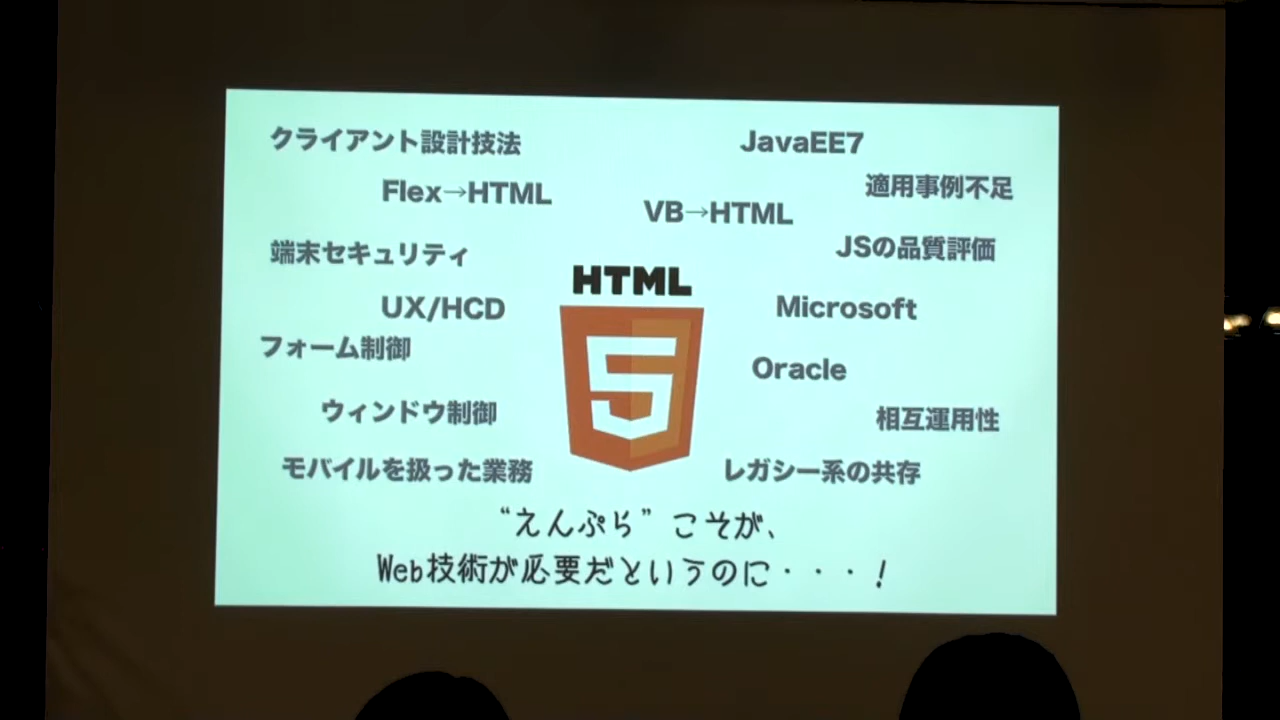 クライアント設計技法
JavaEE7
Flex→HTML
適用事例不足
VB→HTML
端末セキュリティ
JSの品質評価
HTML
5
UX/HCD
Microsoft
フォーム制御
Oracle
ウィンドウ制御
相互運用性
モバイルを扱った業務
レガシー系の共存
“えんぷら”こそが、
Web技術が必要だというのに・・・！